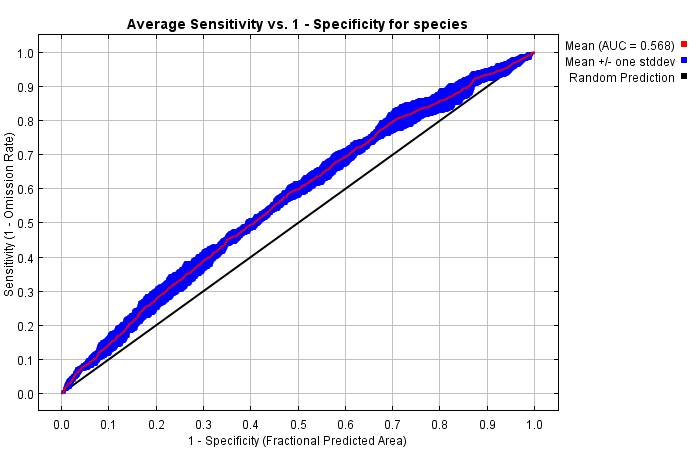 Average Sensitivity vs. 1 - Specificity for species
Mean (AUC = 0.568)
Mean +/- one stddev
Random Prediction
Sensitivity (1 - Omission Rate)
1.0
0.9
0.8
0.7
0.6
0.5
0.4
0.3
0.2
0.1
0.0
0.0 0.1 0.2 0.3 0.4 0.5 0.6 0.7 0.8 0.9 1.0
1 - Specificity (Fractional Predicted Area)